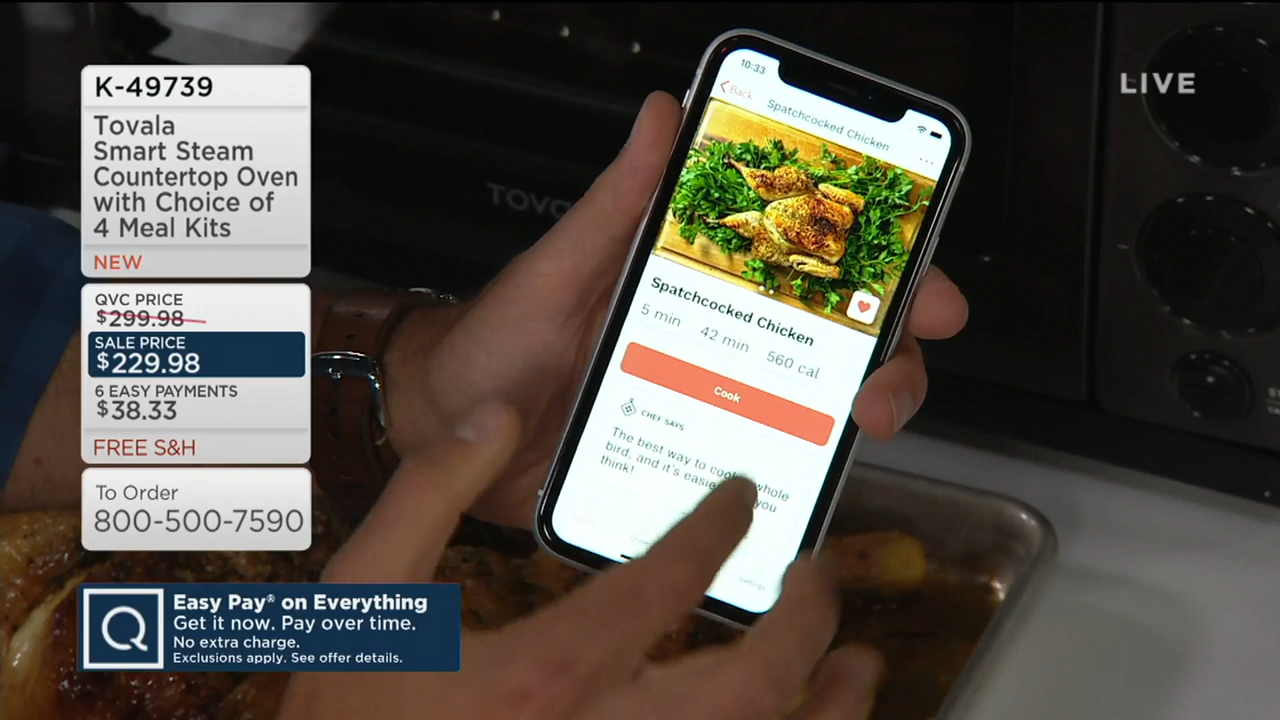 K-49739
Tovala
Smart Steam
Countertop Oven
with Choice of
4 Meal Kits
NEW
QVC PRICE
$299.98
SALE PRICE
$229.98
6 EASY PAYMENTS
$38.33
FREE S&H
To Order
800-500-7590
Q
Easy Pay® on Everything
Get it now. Pay over time.
No extra charge.
Exclusions apply. See offer details.
LIVE
TOVA
10:33
Back
Spatchcocked Chicken
Spatchcocked Chicken
5 min 42 min 560 cal
Cook
CHEF SAYS
The best way to whole
bird, and it's you
think!